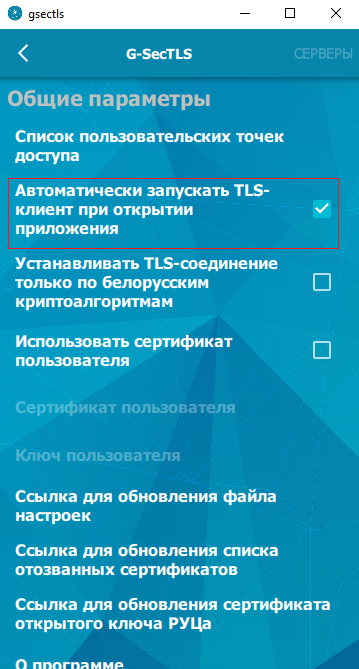 gsectls
G-SecTLS
СЕРВЕРЫ
Общие параметры
Список пользовательских точек
доступа
Автоматически запускать TLS-
клиент при открытии
приложения
Устанавливать TLS-соединение
только по белорусским
криптоалгоритмам
Использовать сертификат
пользователя
Сертификат пользователя
Ключ пользователя
Ссылка для обновления файла
настроек
Ссылка для обновления списка
отозванных сертификатов
Ссылка для обновления сертификата
открытого ключа РУЦа
О программе